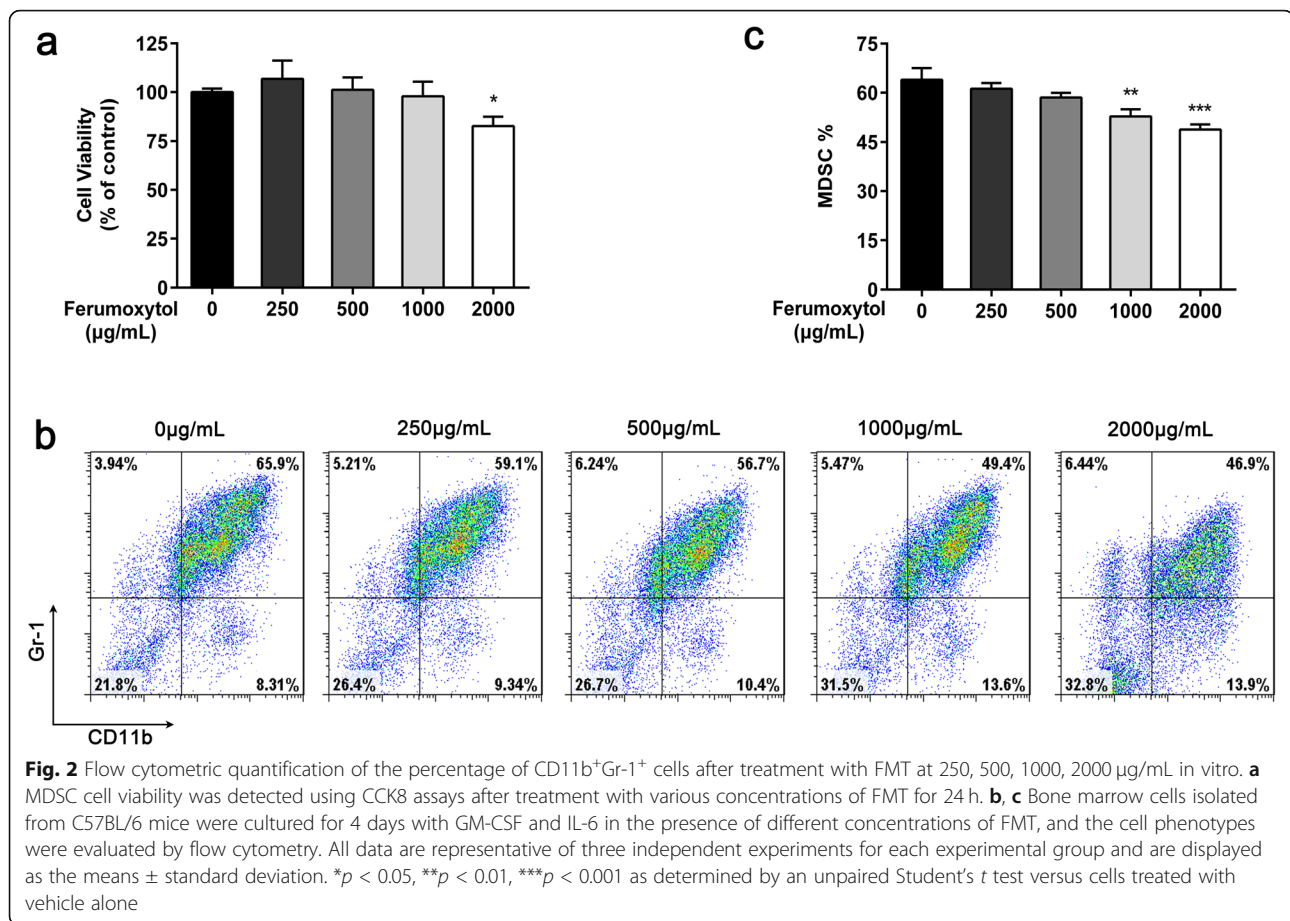 a
125
100
75
50
25
0
Cell Viability
(% of control)
*
Ferumoxytol
(µg/mL)
0 250 500 1000 2000
c
75
60
45
30
15
0
MDSC %
** ***
Ferumoxytol
(µg/mL)
0 250 500 1000 2000
b
0µg/mL 250µg/mL 500µg/mL 1000µg/mL 2000µg/mL
3.94% 65.9% 5.21% 59.1% 6.24% 56.7% 5.47% 49.4% 6.44% 46.9%
21.8% 8.31% 26.4% 9.34% 26.7% 10.4% 31.5% 13.6% 32.8% 13.9%
Gr-1
CD11b
Fig. 2 Flow cytometric quantification of the percentage of CD11b⁺Gr-1⁺ cells after treatment with FMT at 250, 500, 1000, 2000 µg/mL in vitro. a
MDSC cell viability was detected using CCK8 assays after treatment with various concentrations of FMT for 24 h. b, c Bone marrow cells isolated
from C57BL/6 mice were cultured for 4 days with GM-CSF and IL-6 in the presence of different concentrations of FMT, and the cell phenotypes
were evaluated by flow cytometry. All data are representative of three independent experiments for each experimental group and are displayed
as the means ± standard deviation. *p < 0.05, **p < 0.01, ***p < 0.001 as determined by an unpaired Student's t test versus cells treated with
vehicle alone